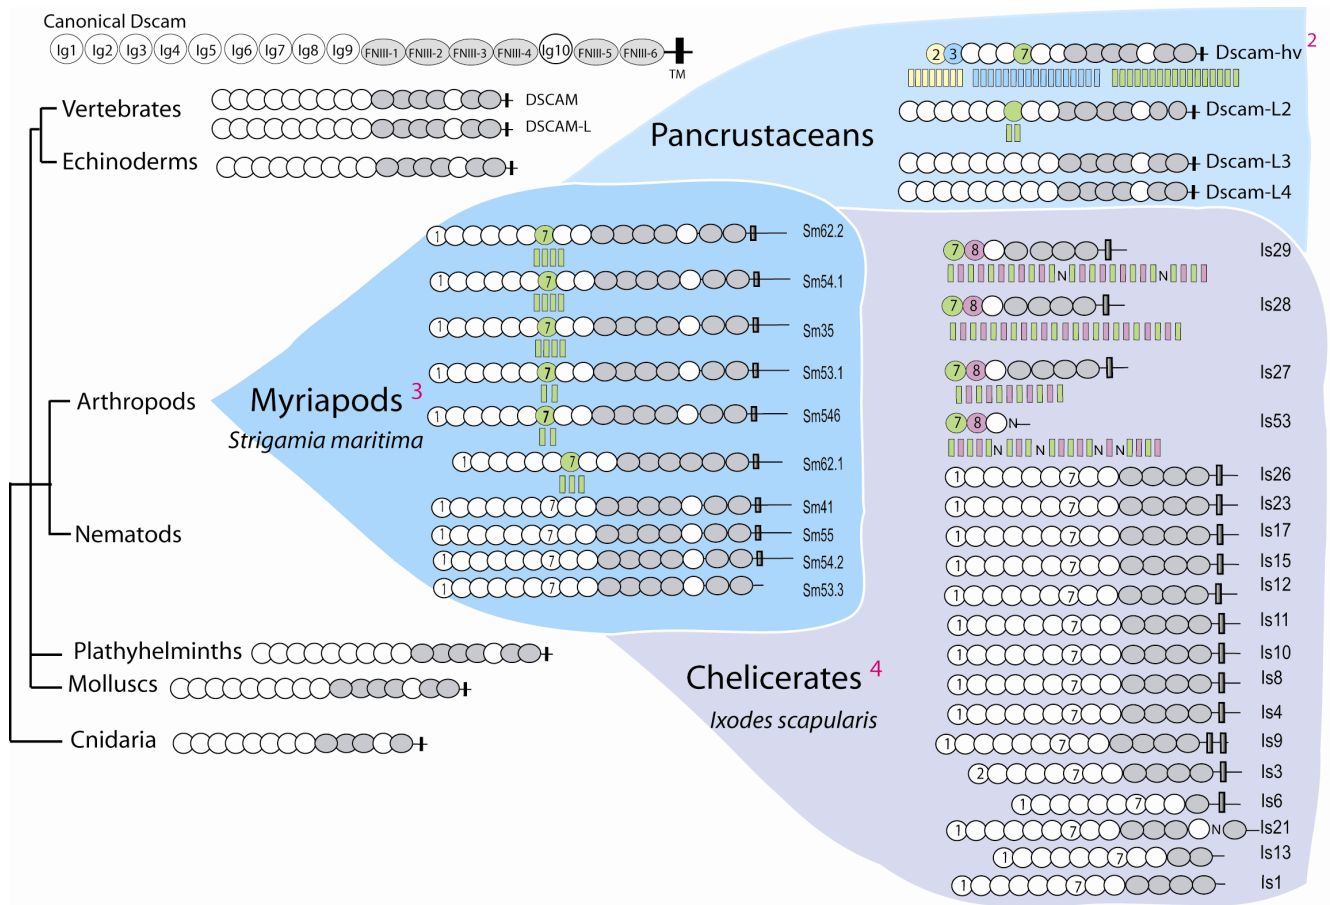 Canonical Dscam
Ig1 Ig2 Ig3 Ig4 Ig5 Ig6 Ig7 Ig8 Ig9 FNIII-1 FNIII-2 FNIII-3 FNIII-4 Ig10 FNIII-5 FNIII-6
TM
Vertebrates
DSCAM
DSCAM-L
Echinoderms
Arthropods
Nematods
Plathyhelminths
Molluscs
Cnidaria
Pancrustaceans
2 3 7 Dscam-hv 2
Dscam-L2
Dscam-L3
Dscam-L4
Myriapods 3
Strigamia maritima
1 7 Sm62.2
1 7 Sm54.1
1 7 Sm35
1 7 Sm53.1
1 7 Sm546
1 7 Sm62.1
1 7 Sm41
1 7 Sm55
1 7 Sm54.2
1 7 Sm53.3
Chelicerates 4
Ixodes scapularis
7 8 Is29
N N
7 8 Is28
7 8 Is27
7 8 N Is53
N N N N
1 7 Is26
1 7 Is23
1 7 Is17
1 7 Is15
1 7 Is12
1 7 Is11
1 7 Is10
1 7 Is8
1 7 Is4
1 7 Is9
2 7 Is3
1 7 Is6
1 7 N Is21
1 7 Is13
1 7 Is1